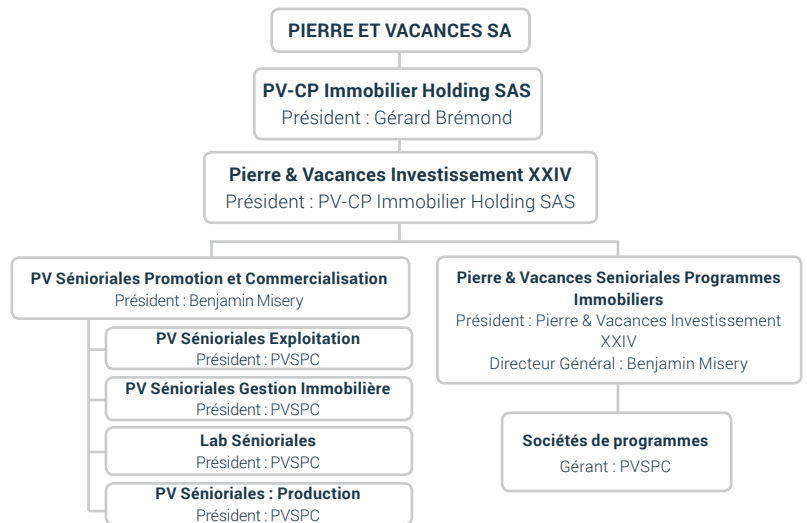 PIERRE ET VACANCES SA
PV-CP Immobilier Holding SAS
Président : Gérard Brémond
Pierre & Vacances Investissement XXIV
Président : PV-CP Immobilier Holding SAS
PV Sénioriales Promotion et Commercialisation
Président : Benjamin Misery
PV Sénioriales Exploitation
Président : PVSPC
PV Sénioriales Gestion Immobilière
Président : PVSPC
Lab Sénioriales
Président : PVSPC
PV Sénioriales : Production
Président : PVSPC
Pierre & Vacances Senioriales Programmes
Immobiliers
Président : Pierre & Vacances Investissement
XXIV
Directeur Général : Benjamin Misery
Sociétés de programmes
Gérant : PVSPC